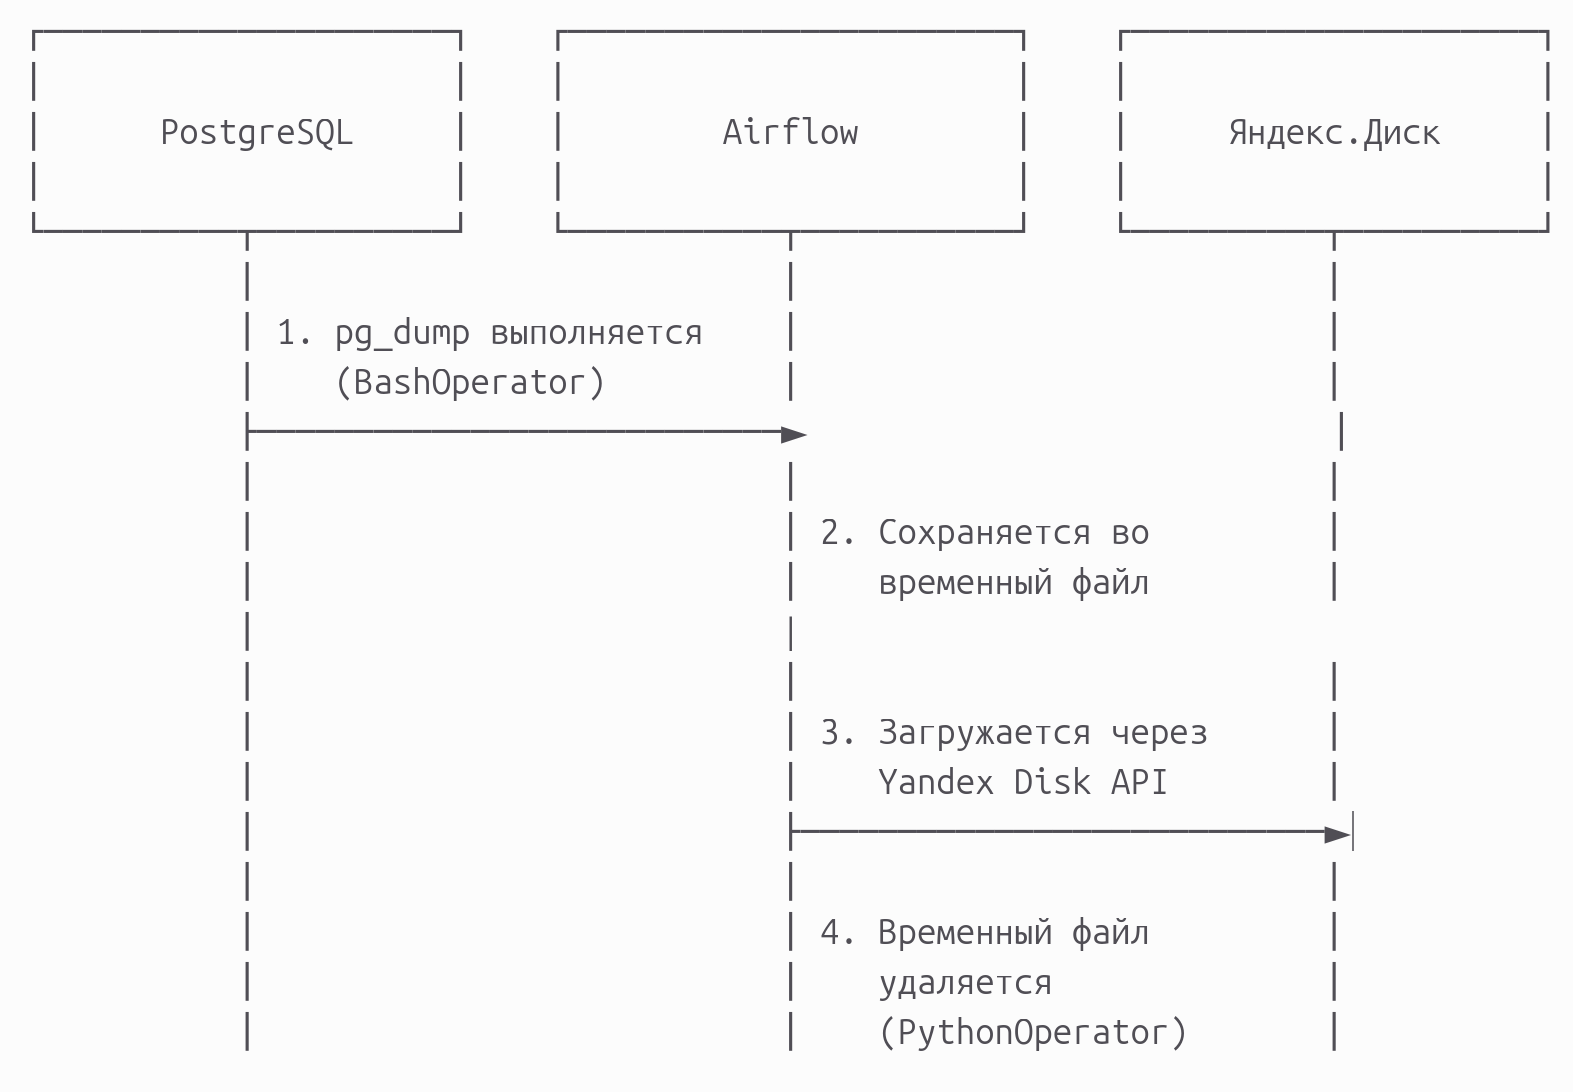 PostgreSQL
Airflow
Яндекс.Диск
1. pg_dump выполняется
(BashOperator)
2. Сохраняется во
временный файл
3. Загружается через
Yandex Disk API
4. Временный файл
удаляется
(PythonOperator)